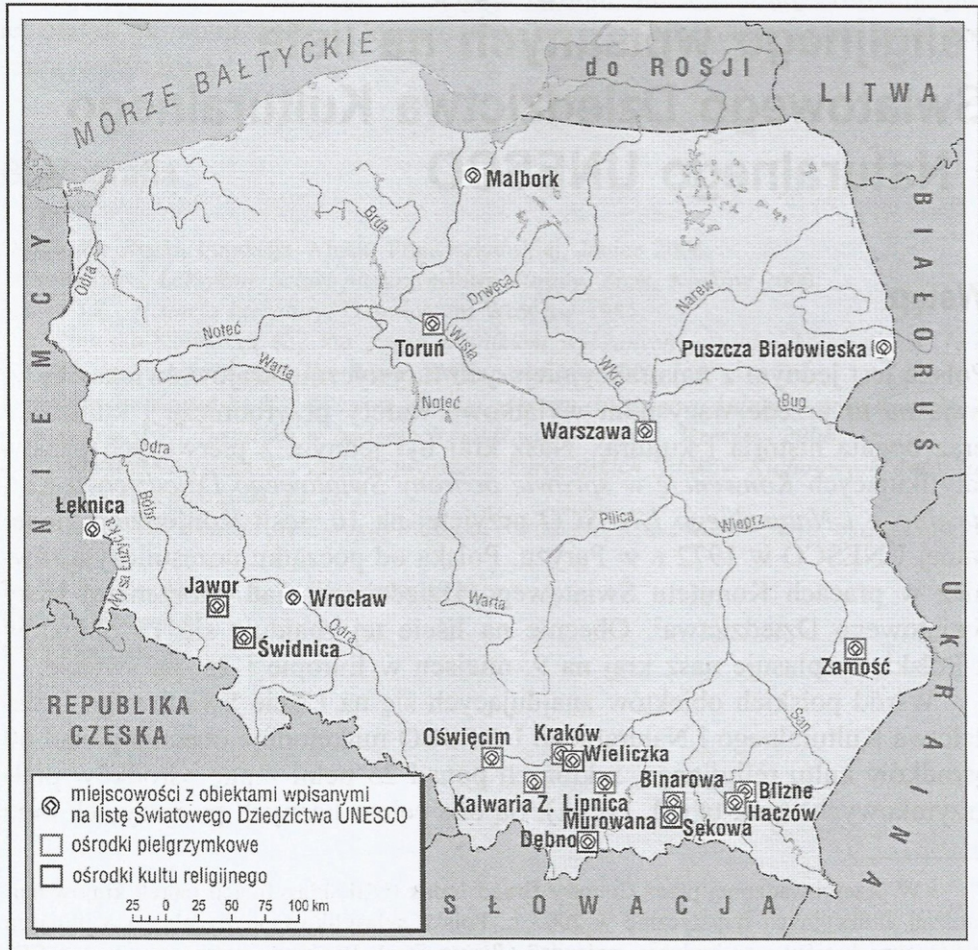 MORZE BAŁTYCKIE
do ROSJI
LITWA
BIAŁORUŚ
NIEMCY
Malbork
Brda
Odra
Drwęca
Narew
Noteć
Toruń
Wisła
Puszcza Białowieska
Warta
Wkra
Noteć
Bug
Warszawa
Odra
Łęknica
Bóbr
Pilica
Wieprz
Nysa Łużycka
Jawor
Wrocław
Warta
Odra
Świdnica
Zamość
UKRAINA
REPUBLIKA
CZESKA
San
Oświęcim
Kraków
Wieliczka
Binarowa
Blizne
Kalwaria Z.
Lipnica
Murowana
Haczów
Sękowa
Dębno
SŁOWACJA
miejscowości z obiektami wpisanymi
na listę Światowego Dziedzictwa UNESCO
ośrodki pielgrzymkowe
ośrodki kultu religijnego
25 0 25 50 75 100 km